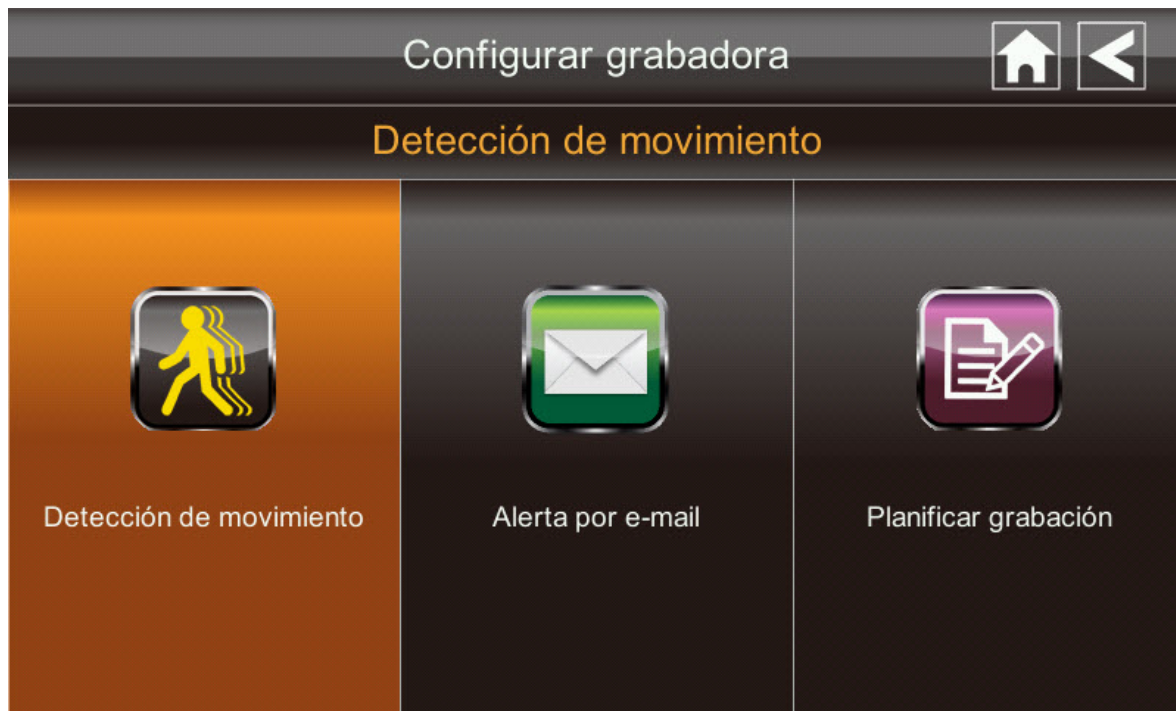 Configurar grabadora
Detección de movimiento
Detección de movimiento
Alerta por e-mail
Planificar grabación